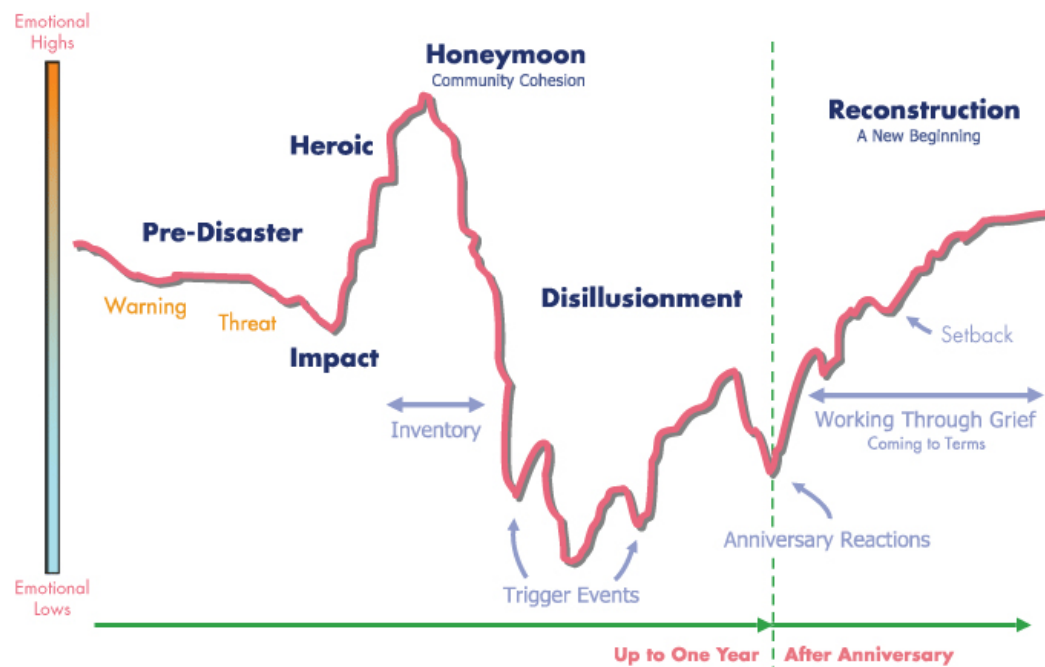 Emotional
Highs
Honeymoon
Community Cohesion
Reconstruction
A New Beginning
Heroic
Pre-Disaster
Warning
Threat
Impact
Disillusionment
Setback
Inventory
Working Through Grief
Coming to Terms
Anniversary Reactions
Trigger Events
Emotional
Lows
Up to One Year
After Anniversary